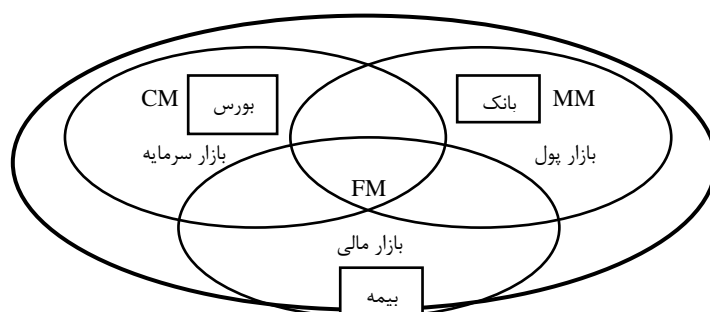 CM
بورس
بانک
MM
بازار سرمایه
بازار پول
FM
بازار مالی
بیمه